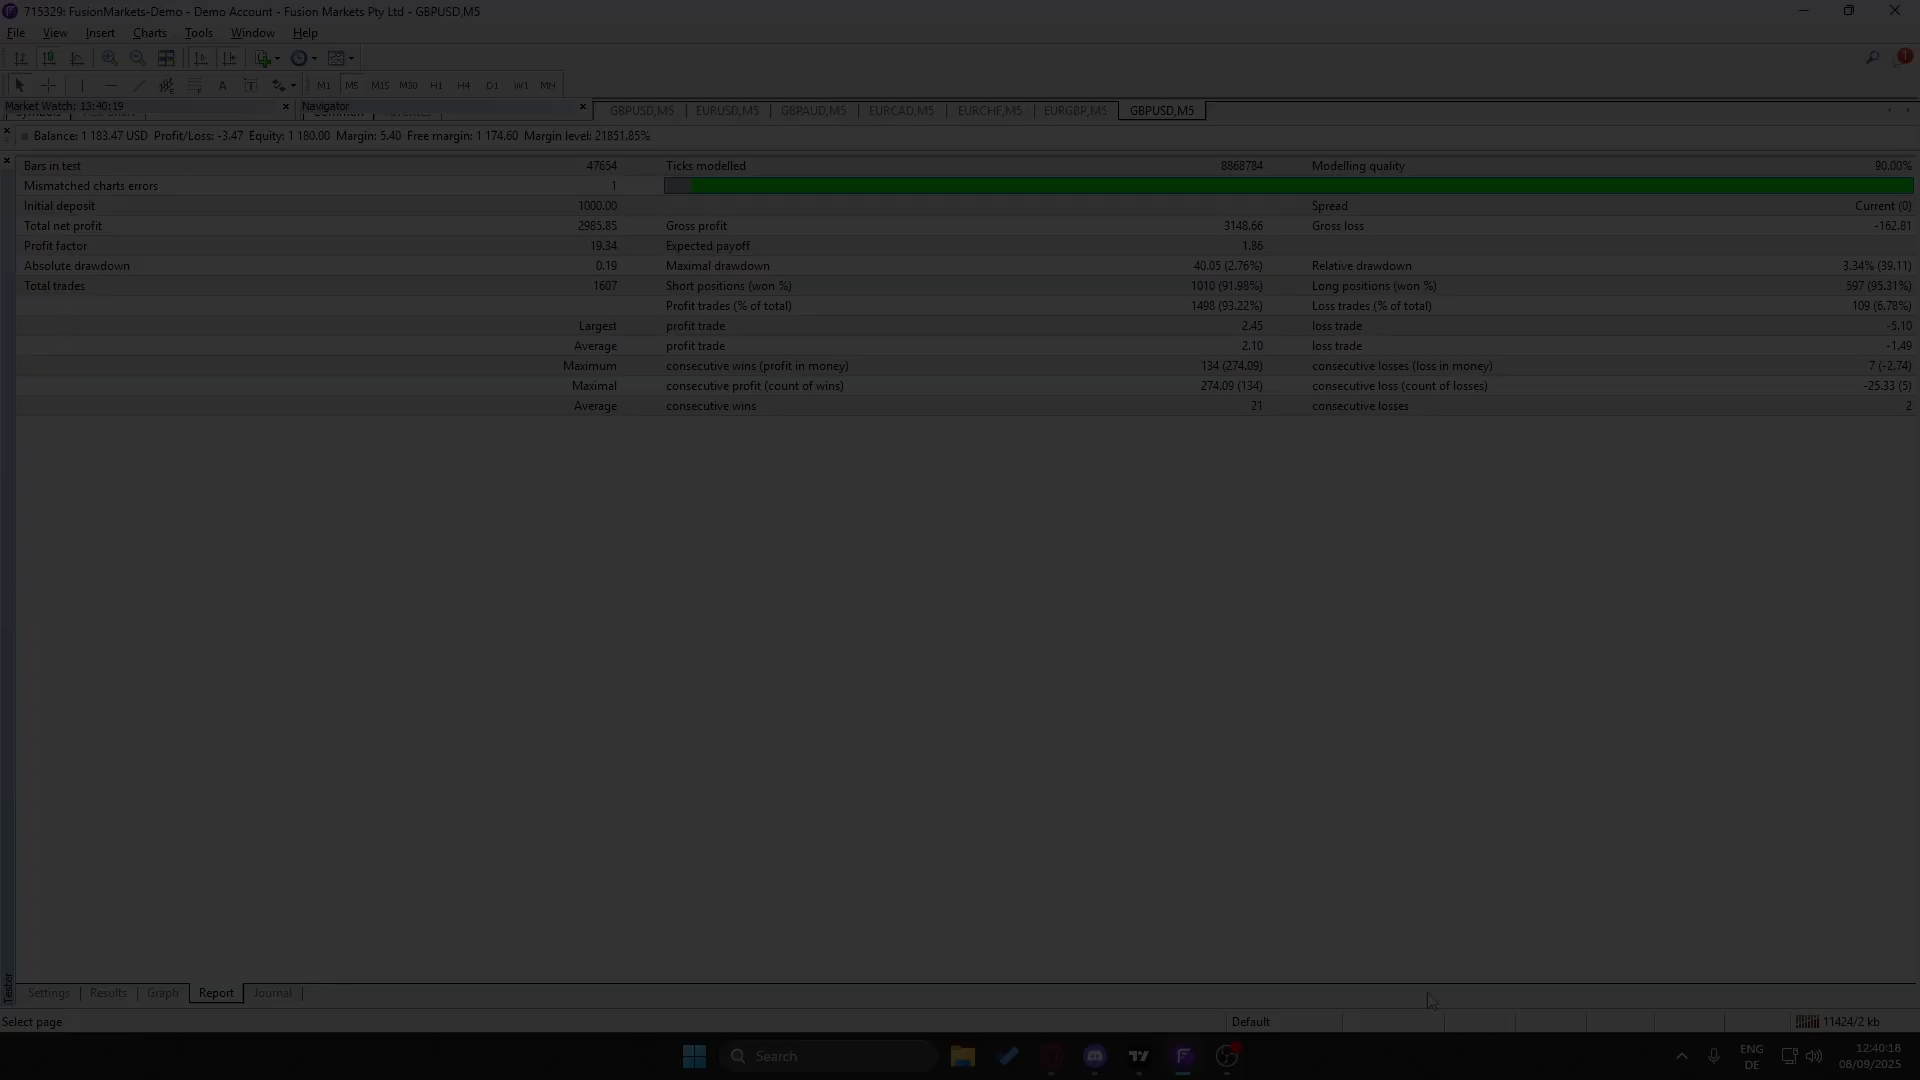 715329: FusionMarkets-Demo - Demo Account - Fusion Markets Pty Ltd - GBPUSD,M5
File View Insert Charts Tools Window Help
M1 M5 M15 M30 H1 H4 D1 W1 MN
Market Watch: 13:40:19 Navigator GBPUSD,M5 EURUSD,M5 GBPAUD,M5 EURCAD,M5 EURCHF,M5 EURGBP,M5 GBPUSD,M5
Balance: 1 183.47 USD Profit/Loss: -3.47 Equity: 1 180.00 Margin: 5.40 Free margin: 1 174.60 Margin level: 21851.85%
Bars in test 47654 Ticks modelled 8868784 Modelling quality 90.00%
Mismatched charts errors 1
Initial deposit 1000.00 Spread Current (0)
Total net profit 2985.85 Gross profit 3148.66 Gross loss -162.81
Profit factor 19.34 Expected payoff 1.86
Absolute drawdown 0.19 Maximal drawdown 40.05 (2.76%) Relative drawdown 3.34% (39.11)
Total trades 1607 Short positions (won %) 1010 (91.98%) Long positions (won %) 597 (95.31%)
Profit trades (% of total) 1498 (93.22%) Loss trades (% of total) 109 (6.78%)
Largest profit trade 2.45 loss trade -5.10
Average profit trade 2.10 loss trade -1.49
Maximum consecutive wins (profit in money) 134 (274.09) consecutive losses (loss in money) 7 (-2.74)
Maximal consecutive profit (count of wins) 274.09 (134) consecutive loss (count of losses) -25.33 (5)
Average consecutive wins 21 consecutive losses 2
Tester
Settings Results Graph Report Journal
Select page Default 11424/2 kb
Search ENG DE 12:40:18
08/09/2025